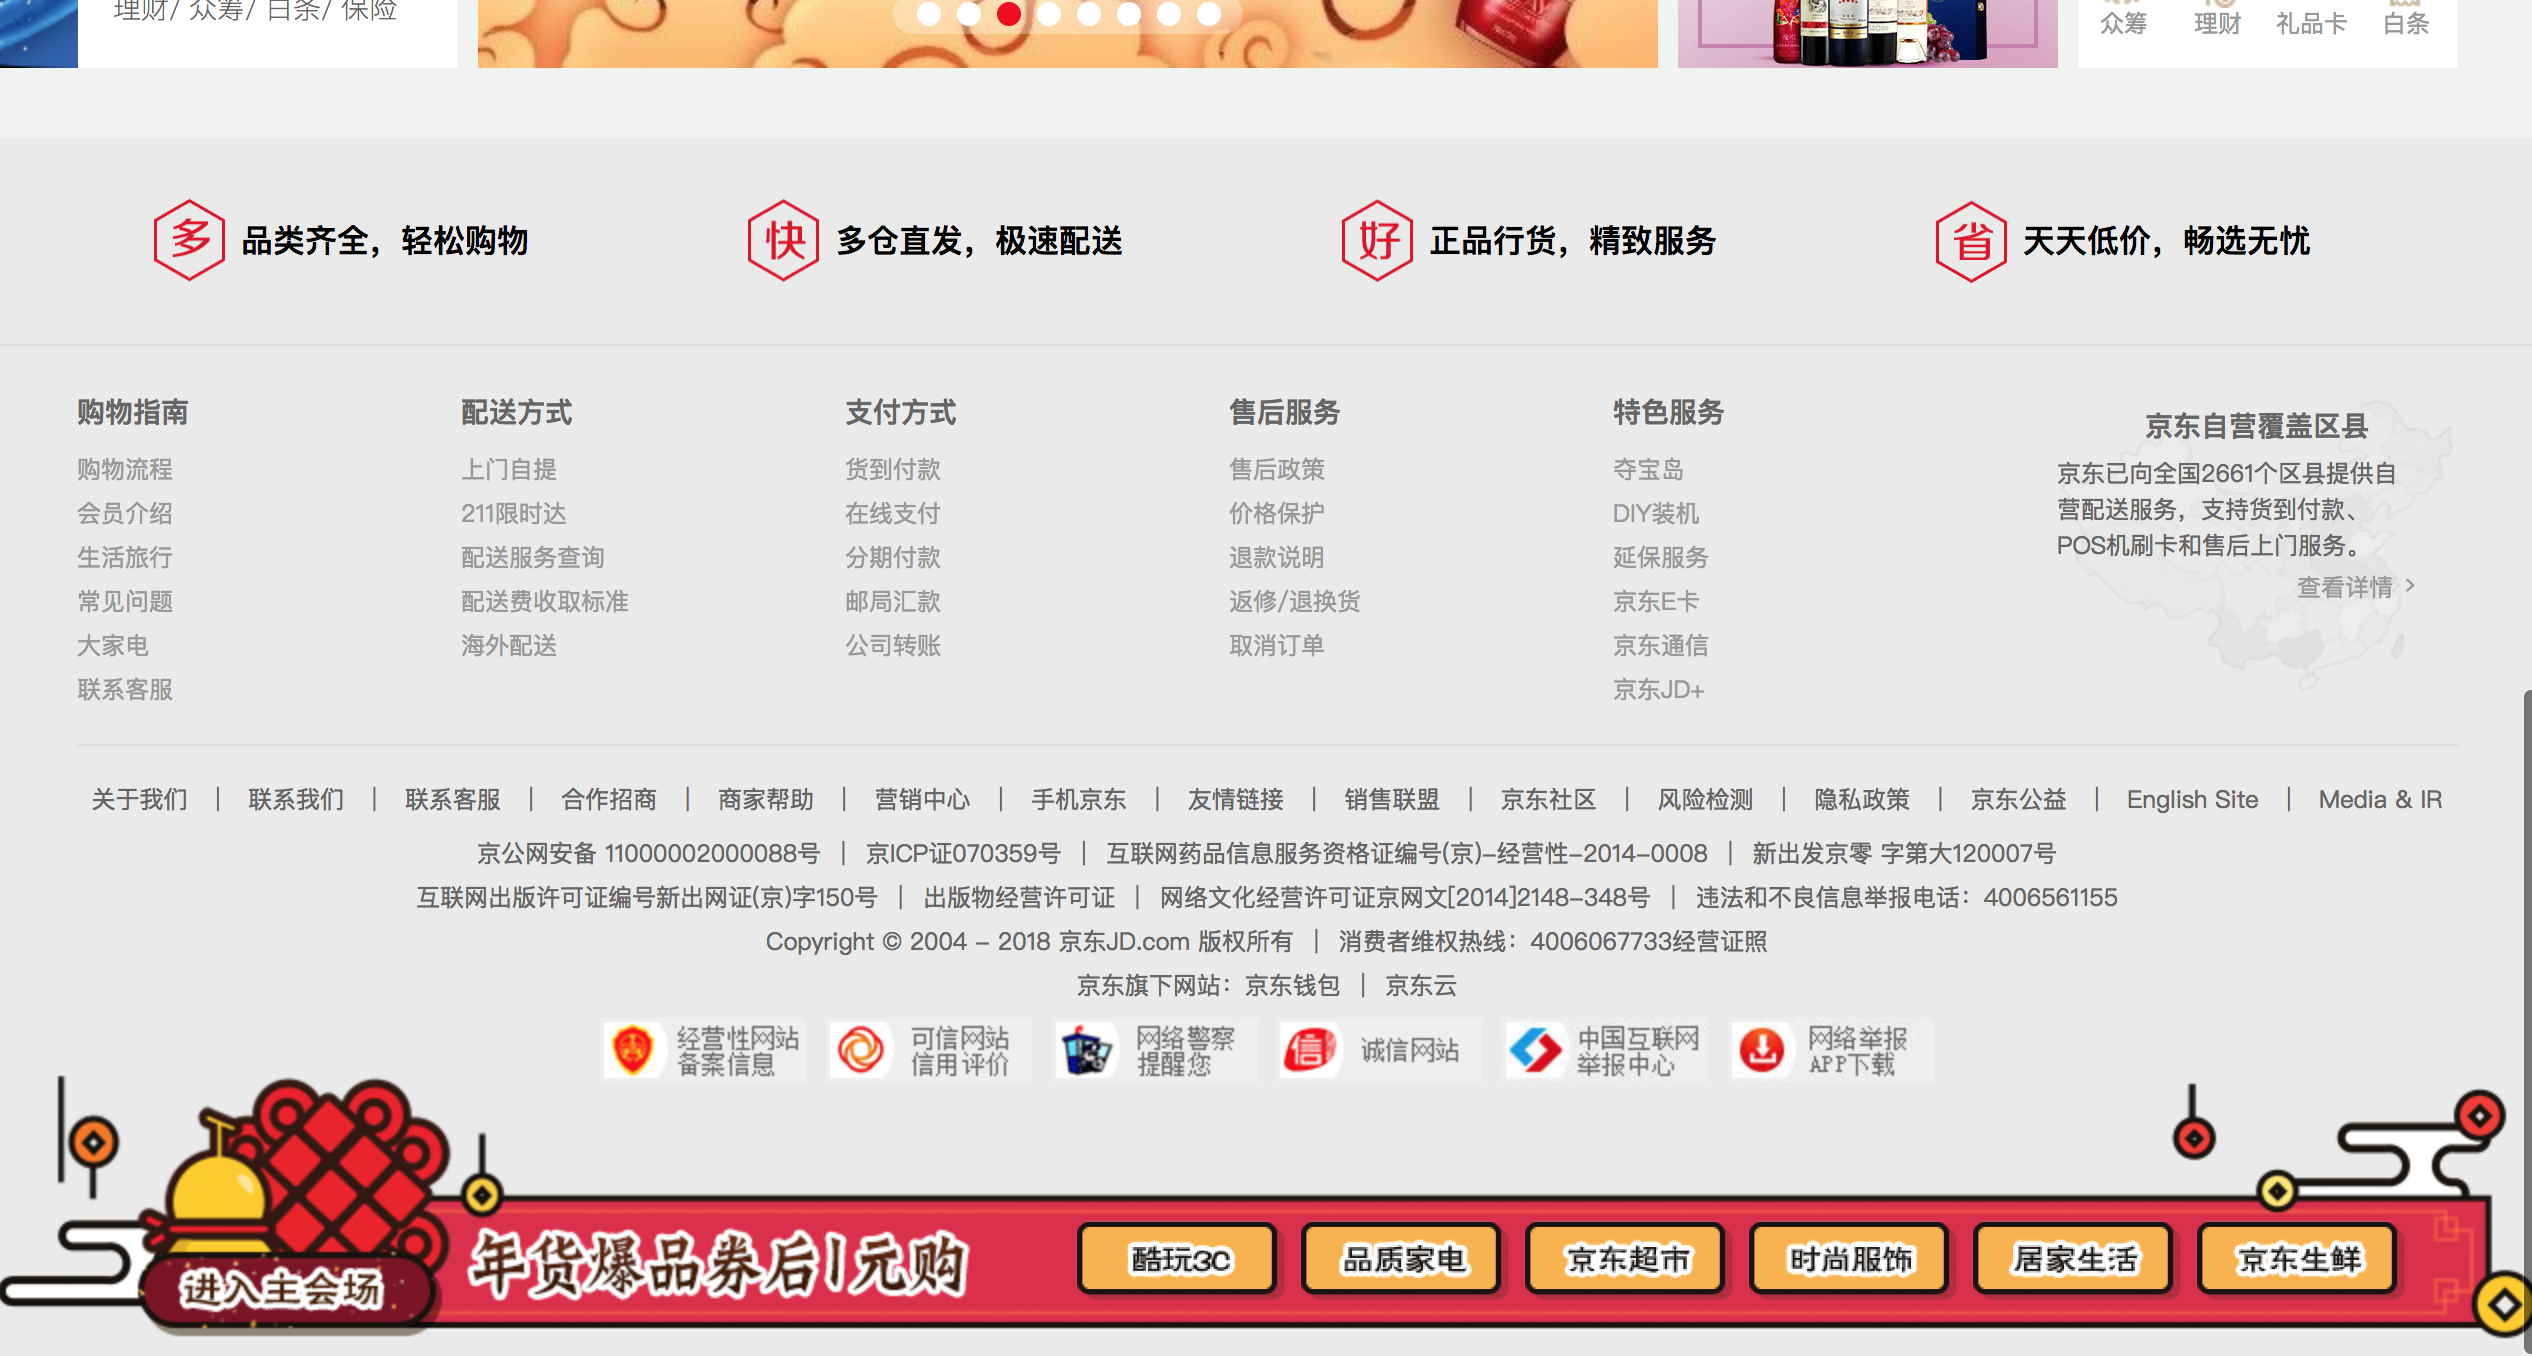 理财/ 众筹/ 白条/ 保险
众筹 理财 礼品卡 白条
多 品类齐全，轻松购物
快 多仓直发，极速配送
好 正品行货，精致服务
省 天天低价，畅选无忧
购物指南
购物流程
会员介绍
生活旅行
常见问题
大家电
联系客服
配送方式
上门自提
211限时达
配送服务查询
配送费收取标准
海外配送
支付方式
货到付款
在线支付
分期付款
邮局汇款
公司转账
售后服务
售后政策
价格保护
退款说明
返修/退换货
取消订单
特色服务
夺宝岛
DIY装机
延保服务
京东E卡
京东通信
京东JD+
京东自营覆盖区县
京东已向全国2661个区县提供自
营配送服务，支持货到付款、
POS机刷卡和售后上门服务。
查看详情 >
关于我们 | 联系我们 | 联系客服 | 合作招商 | 商家帮助 | 营销中心 | 手机京东 | 友情链接 | 销售联盟 | 京东社区 | 风险检测 | 隐私政策 | 京东公益 | English Site | Media & IR
京公网安备 11000002000088号 | 京ICP证070359号 | 互联网药品信息服务资格证编号(京)-经营性-2014-0008 | 新出发京零 字第大120007号
互联网出版许可证编号新出网证(京)字150号 | 出版物经营许可证 | 网络文化经营许可证京网文[2014]2148-348号 | 违法和不良信息举报电话：4006561155
Copyright © 2004 - 2018 京东JD.com 版权所有 | 消费者维权热线：4006067733经营证照
京东旗下网站：京东钱包 | 京东云
经营性网站
备案信息
可信网站
信用评价
网络警察
提醒您
信 诚信网站
中国互联网
举报中心
网络举报
APP下载
进入主会场
年货爆品券后1元购
酷玩3C 品质家电 京东超市 时尚服饰 居家生活 京东生鲜